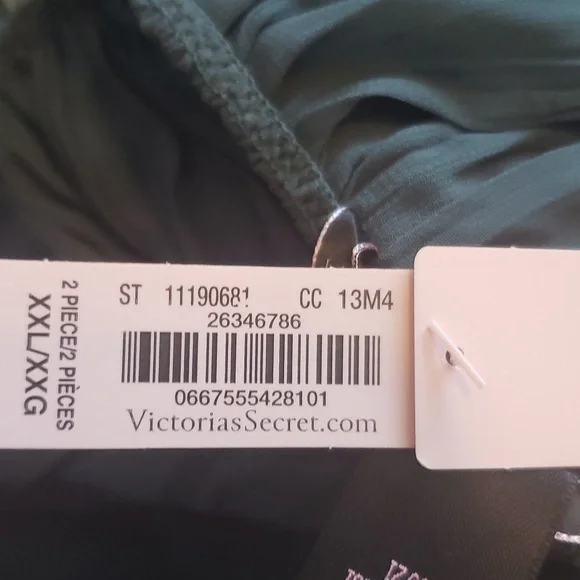 2 PIECE/2 PIÈCES
XXL/XXG
ST 11190681 CC 13M4
26346786
0667555428101
VictoriasSecret.com